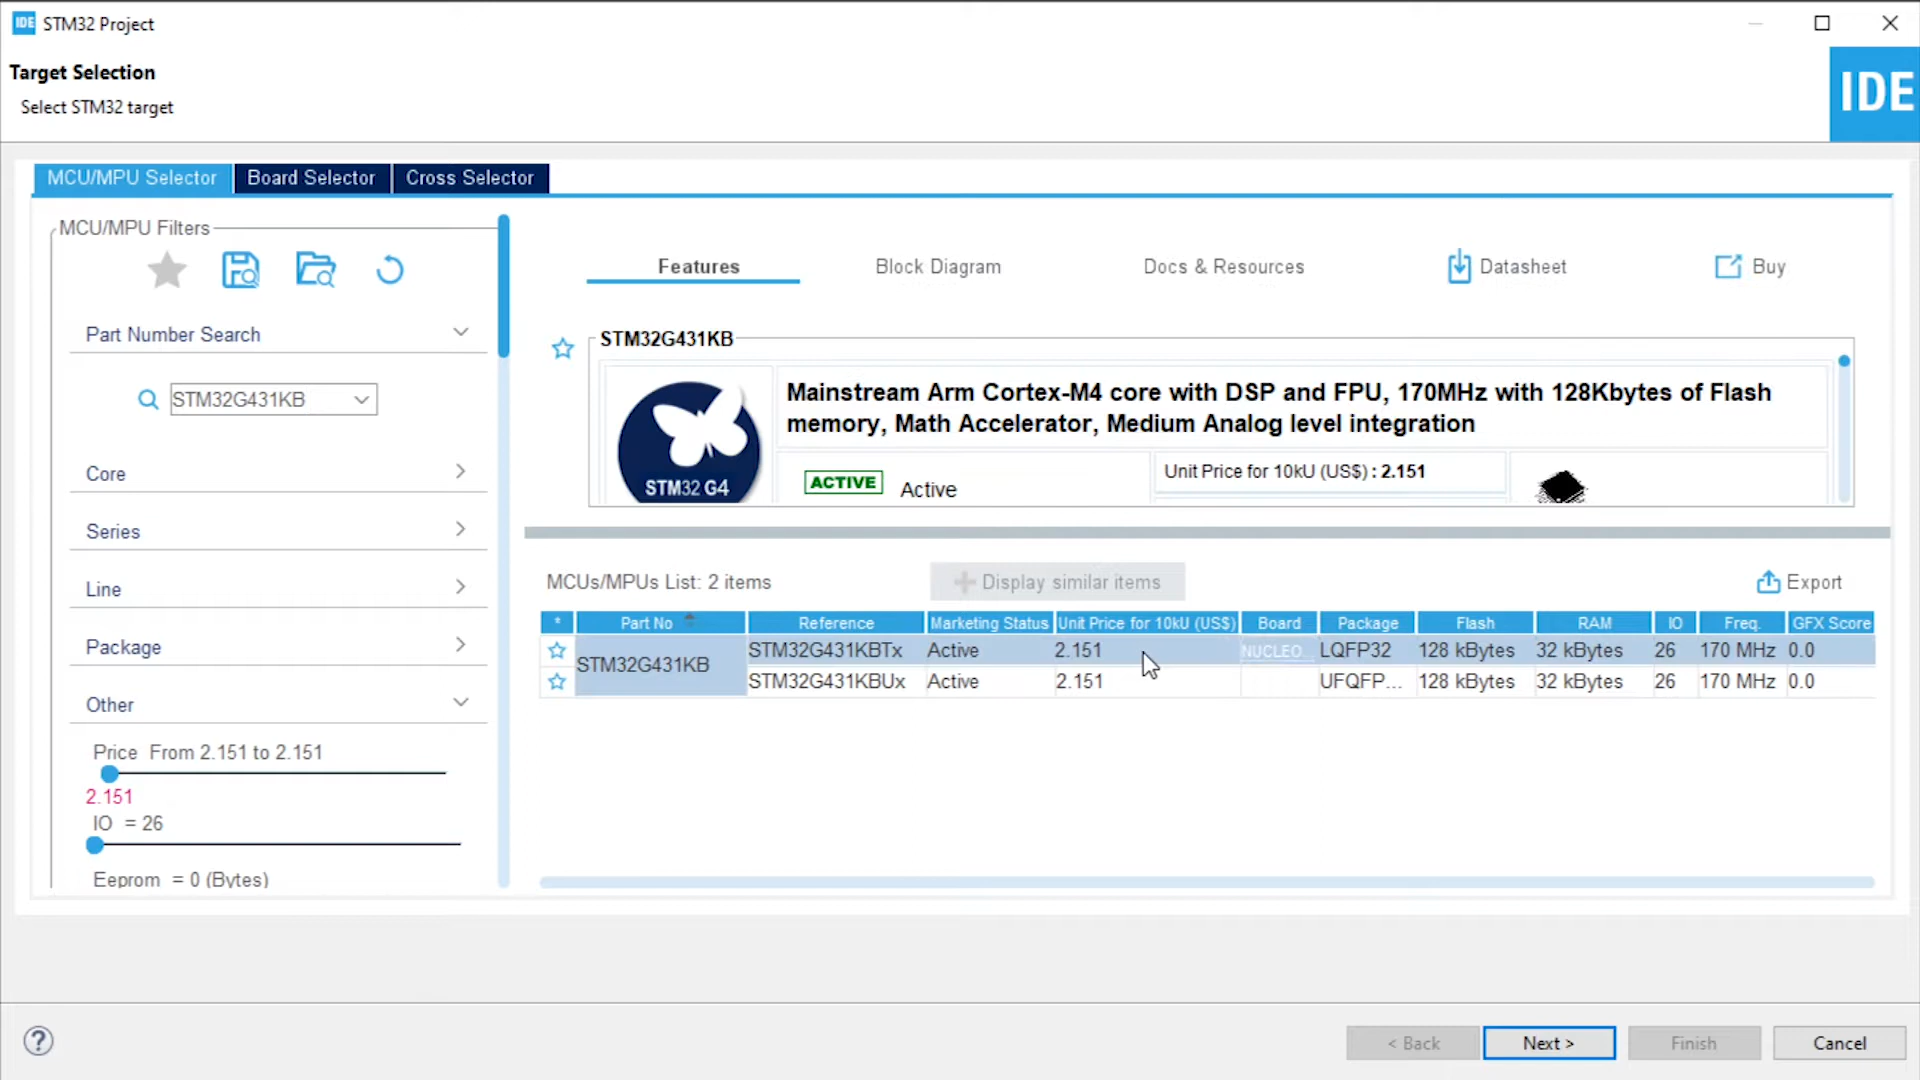 IDE STM32 Project
Target Selection
Select STM32 target
IDE
MCU/MPU Selector Board Selector Cross Selector
MCU/MPU Filters
Part Number Search
STM32G431KB
Core
Series
Line
Package
Other
Price From 2.151 to 2.151
2.151
IO = 26
Eeprom = 0 (Bytes)
Features Block Diagram Docs & Resources Datasheet Buy
STM32G431KB
STM32 G4
Mainstream Arm Cortex-M4 core with DSP and FPU, 170MHz with 128Kbytes of Flash
memory, Math Accelerator, Medium Analog level integration
ACTIVE Active Unit Price for 10kU (US$) : 2.151
MCUs/MPUs List: 2 items Display similar items Export
* Part No Reference Marketing Status Unit Price for 10kU (US$) Board Package Flash RAM IO Freq. GFX Score
STM32G431KB
STM32G431KBTx Active 2.151 NUCLEO... LQFP32 128 kBytes 32 kBytes 26 170 MHz 0.0
STM32G431KBUx Active 2.151 UFQFP... 128 kBytes 32 kBytes 26 170 MHz 0.0
? < Back Next > Finish Cancel